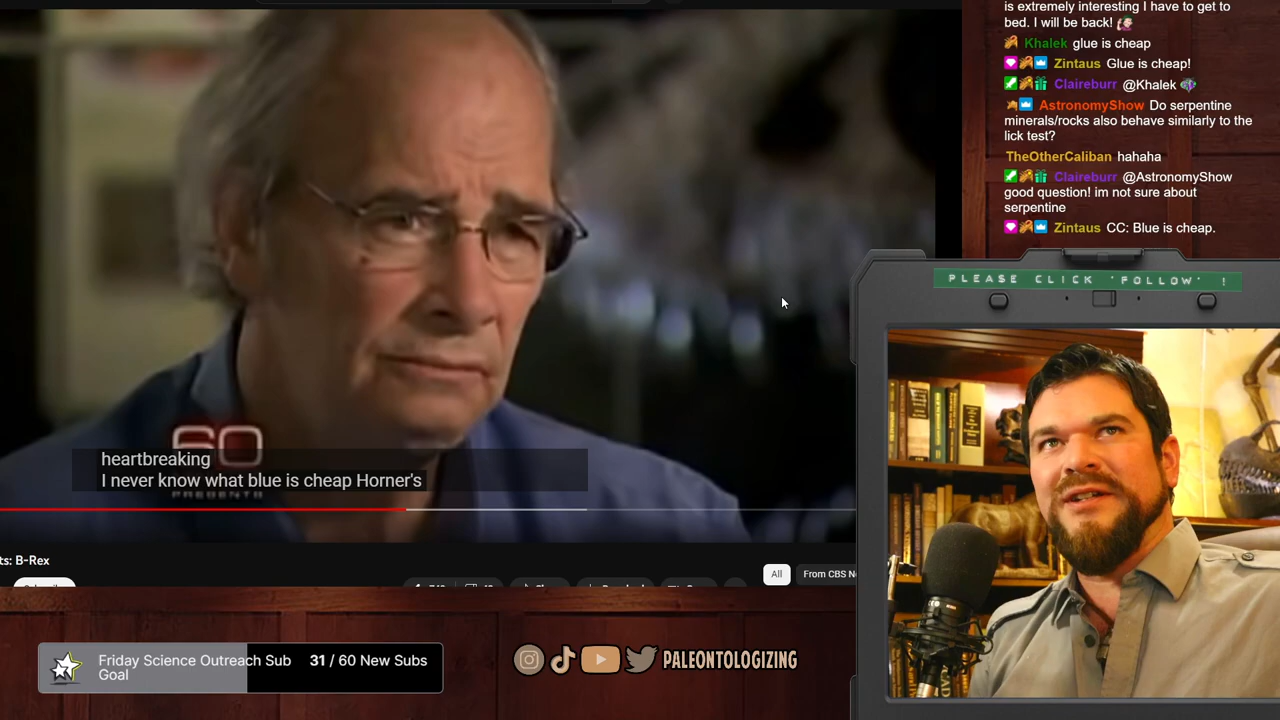 is extremely interesting I have to get to
bed. I will be back!
Khalek glue is cheap
Zintaus Glue is cheap!
Claireburr @Khalek
AstronomyShow Do serpentine
minerals/rocks also behave similarly to the
lick test?
TheOtherCaliban hahaha
Claireburr @AstronomyShow
good question! im not sure about
serpentine
Zintaus CC: Blue is cheap.
PLEASE CLICK 'FOLLOW' !
60
heartbreaking
I never know what blue is cheap Horner's
PRESENTS
ts: B-Rex
All
From CBS Ne
Friday Science Outreach Sub
Goal
31 / 60 New Subs
PALEONTOLOGIZING